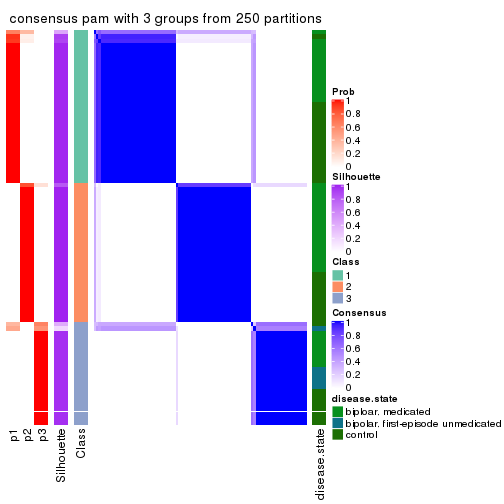 consensus pam with 3 groups from 250 partitions
Prob
1
0.8
0.6
0.4
0.2
0
Silhouette
1
0.8
0.6
0.4
0.2
0
Class
1
2
3
Consensus
1
0.8
0.6
0.4
0.2
0
disease.state
biploar. medicated
bipolar. first-episode unmedicated
control
p1
p2
p3
Silhouette
Class
disease.state